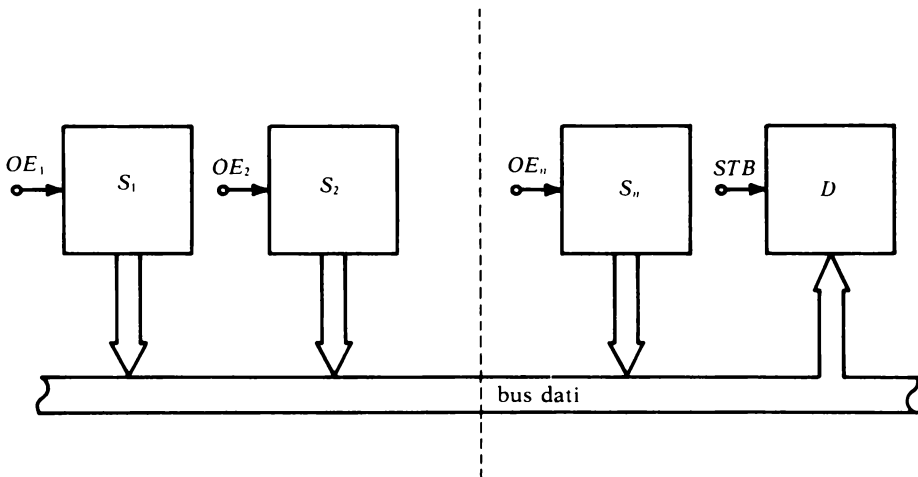 OE₁
S₁
OE₂
S₂
OEₙ
Sₙ
STB
D
bus dati